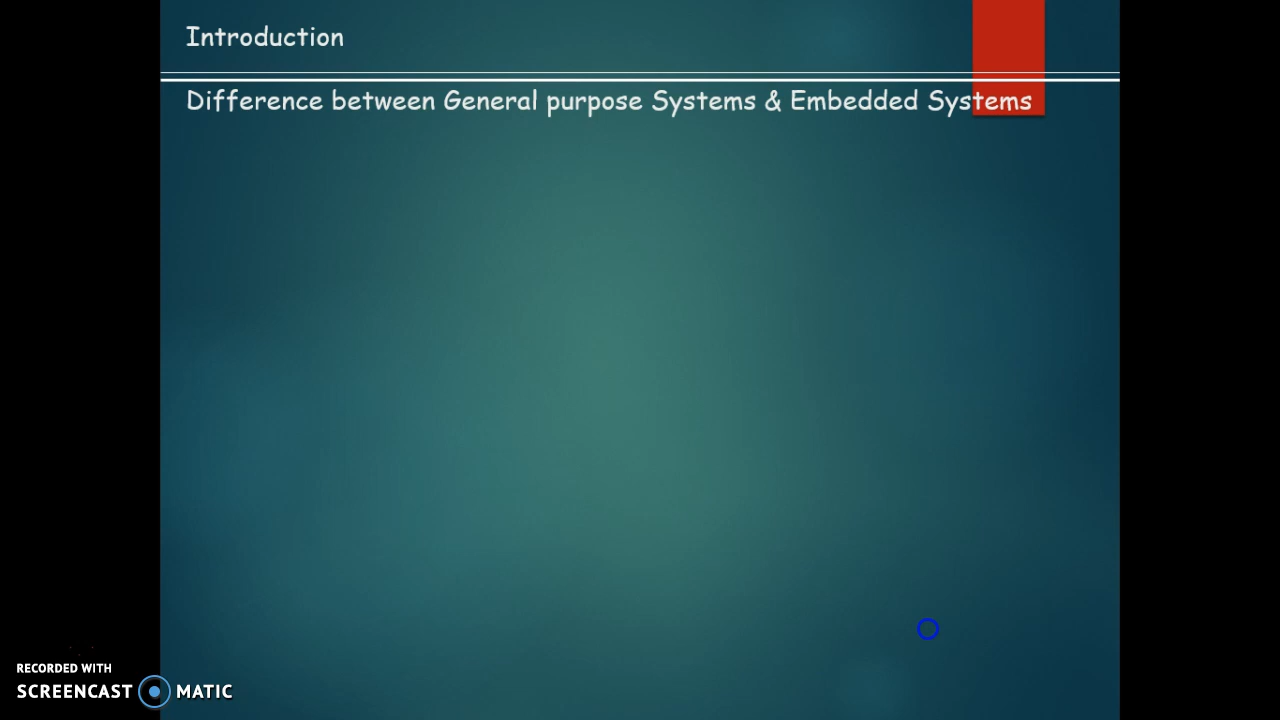 Introduction
Difference between General purpose Systems & Embedded Systems
RECORDED WITH
SCREENCAST MATIC